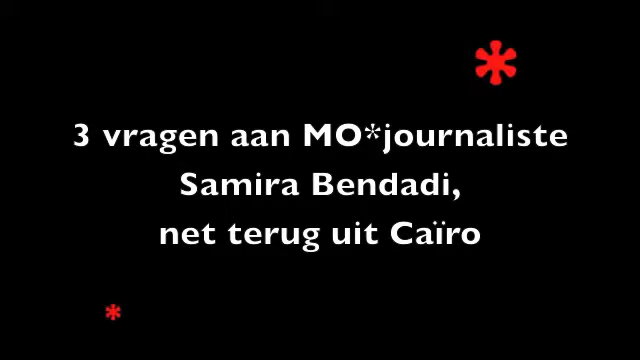 3 vragen aan MO*journaliste
Samira Bendadi,
net terug uit Caïro